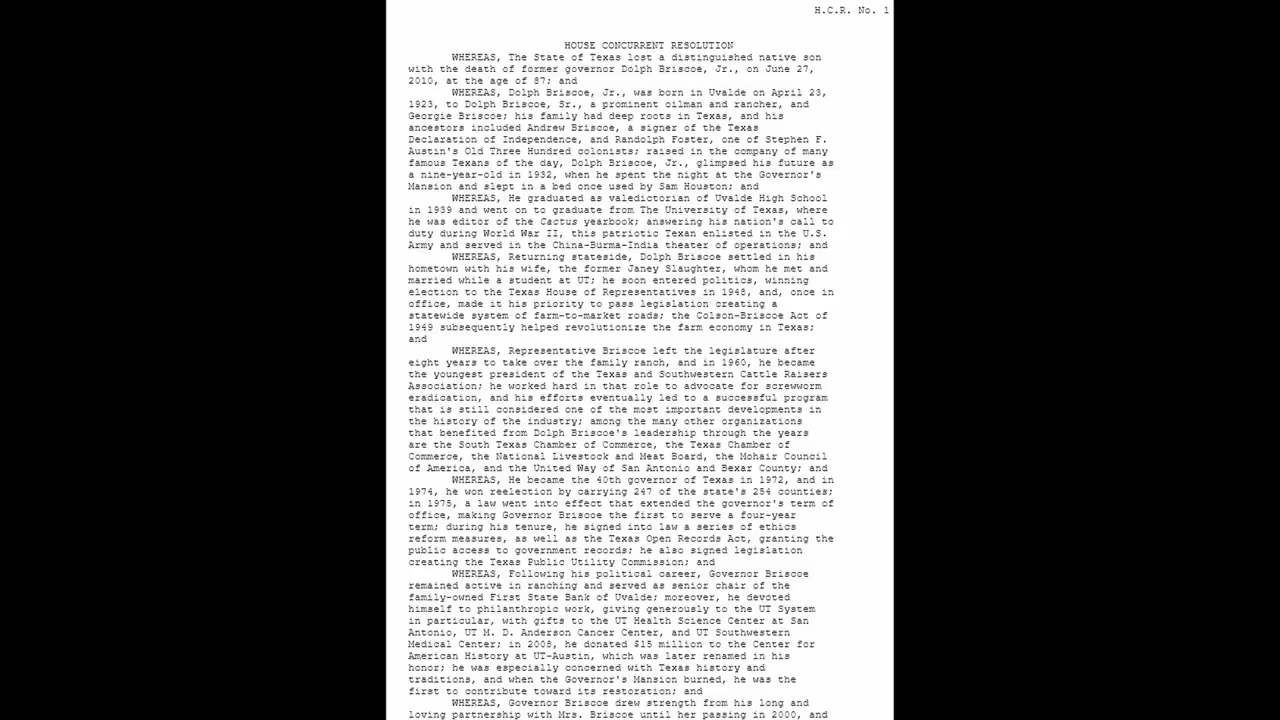 H.C.R. No. 1
HOUSE CONCURRENT RESOLUTION
WHEREAS, The State of Texas lost a distinguished native son
with the death of former governor Dolph Briscoe, Jr., on June 27,
2010, at the age of 87; and
WHEREAS, Dolph Briscoe, Jr., was born in Uvalde on April 23,
1923, to Dolph Briscoe, Sr., a prominent oilman and rancher, and
Georgie Briscoe; his family had deep roots in Texas, and his
ancestors included Andrew Briscoe, a signer of the Texas
Declaration of Independence, and Randolph Foster, one of Stephen F.
Austin's Old Three Hundred colonists; raised in the company of many
famous Texans of the day, Dolph Briscoe, Jr., glimpsed his future as
a nine-year-old in 1932, when he spent the night at the Governor's
Mansion and slept in a bed once used by Sam Houston; and
WHEREAS, He graduated as valedictorian of Uvalde High School
in 1939 and went on to graduate from The University of Texas, where
he was editor of the Cactus yearbook; answering his nation's call to
duty during World War II, this patriotic Texan enlisted in the U.S.
Army and served in the China-Burma-India theater of operations; and
WHEREAS, Returning stateside, Dolph Briscoe settled in his
hometown with his wife, the former Janey Slaughter, whom he met and
married while a student at UT; he soon entered politics, winning
election to the Texas House of Representatives in 1948, and, once in
office, made it his priority to pass legislation creating a
statewide system of farm-to-market roads; the Colson-Briscoe Act of
1949 subsequently helped revolutionize the farm economy in Texas;
and
WHEREAS, Representative Briscoe left the legislature after
eight years to take over the family ranch, and in 1960, he became
the youngest president of the Texas and Southwestern Cattle Raisers
Association; he worked hard in that role to advocate for screwworm
eradication, and his efforts eventually led to a successful program
that is still considered one of the most important developments in
the history of the industry; among the many other organizations
that benefited from Dolph Briscoe's leadership through the years
are the South Texas Chamber of Commerce, the Texas Chamber of
Commerce, the National Livestock and Meat Board, the Mohair Council
of America, and the United Way of San Antonio and Bexar County; and
WHEREAS, He became the 40th governor of Texas in 1972, and in
1974, he won reelection by carrying 247 of the state's 254 counties;
in 1975, a law went into effect that extended the governor's term of
office, making Governor Briscoe the first to serve a four-year
term; during his tenure, he signed into law a series of ethics
reform measures, as well as the Texas Open Records Act, granting the
public access to government records; he also signed legislation
creating the Texas Public Utility Commission; and
WHEREAS, Following his political career, Governor Briscoe
remained active in ranching and served as senior chair of the
family-owned First State Bank of Uvalde; moreover, he devoted
himself to philanthropic work, giving generously to the UT System
in particular, with gifts to the UT Health Science Center at San
Antonio, UT M. D. Anderson Cancer Center, and UT Southwestern
Medical Center; in 2008, he donated $15 million to the Center for
American History at UT-Austin, which was later renamed in his
honor; he was especially concerned with Texas history and
traditions, and when the Governor's Mansion burned, he was the
first to contribute toward its restoration; and
WHEREAS, Governor Briscoe drew strength from his long and
loving partnership with Mrs. Briscoe until her passing in 2000, and